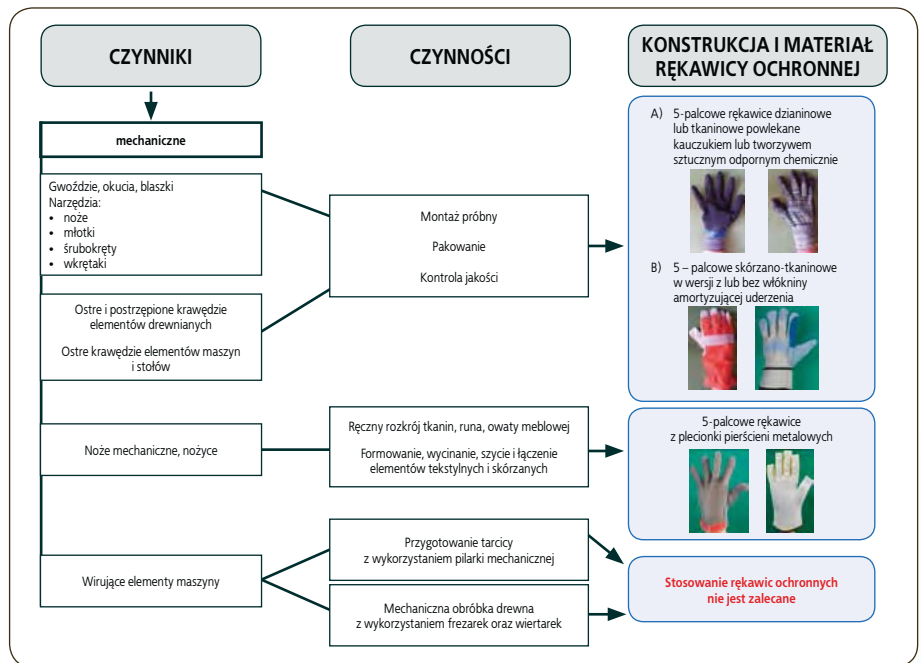 CZYNNIKI
CZYNNOŚCI
KONSTRUKCJA I MATERIAŁ
RĘKAWICY OCHRONNEJ
mechaniczne
Gwoździe, okucia, blaszki
Narzędzia:
• noże
• młotki
• śrubokręty
• wkrętaki
Ostre i postrzępione krawędzie
elementów drewnianych
Ostre krawędzie elementów maszyn
i stołów
Montaż próbny
Pakowanie
Kontrola jakości
A) 5-palcowe rękawice dzianinowe
lub tkaninowe powlekane
kauczukiem lub tworzywem
sztucznym odpornym chemicznie
B) 5 – palcowe skórzano-tkaninowe
w wersji z lub bez włókniny
amortyzującej uderzenia
Noże mechaniczne, nożyce
Ręczny rozkrój tkanin, runa, owaty meblowej
Formowanie, wycinanie, szycie i łączenie
elementów tekstylnych i skórzanych
5-palcowe rękawice
z plecionki pierścieni metalowych
Wirujące elementy maszyny
Przygotowanie tarcicy
z wykorzystaniem pilarki mechanicznej
Mechaniczna obróbka drewna
z wykorzystaniem frezarek oraz wiertarek
Stosowanie rękawic ochronnych
nie jest zalecane